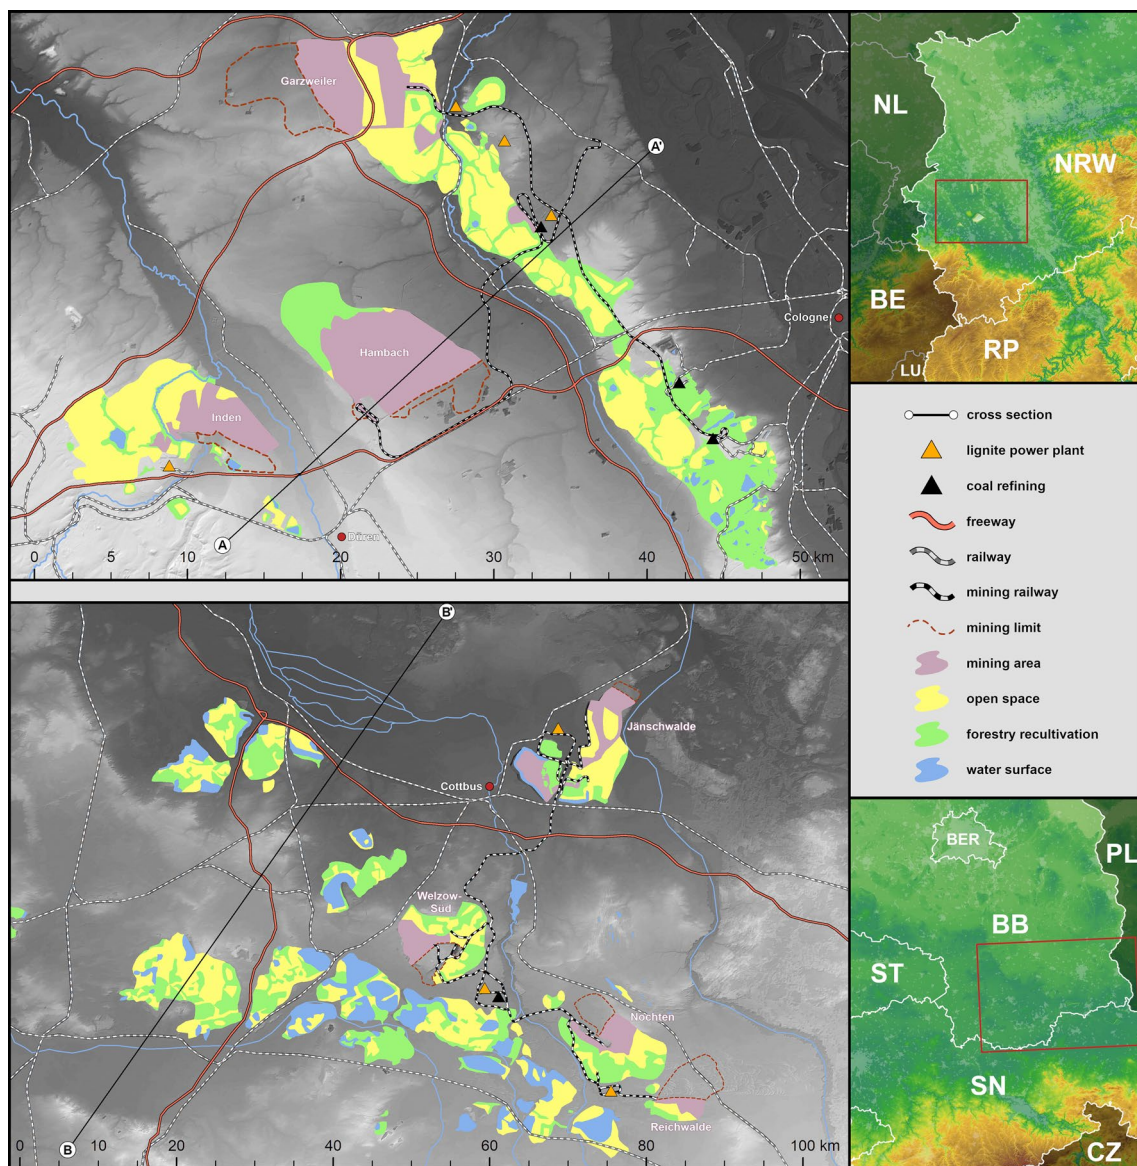 Garzweiler
A'
Hambach
Cologne
Inden
A
Düren
0 5 10 20 30 40 50 km
NL
NRW
BE
RP
LU
cross section
lignite power plant
coal refining
freeway
railway
mining railway
mining limit
mining area
open space
forestry recultivation
water surface
B'
Jänschwalde
Cottbus
Welzow-
Süd
Nochten
Reichwalde
B
0 10 20 40 60 80 100 km
BER
PL
BB
ST
SN
CZ